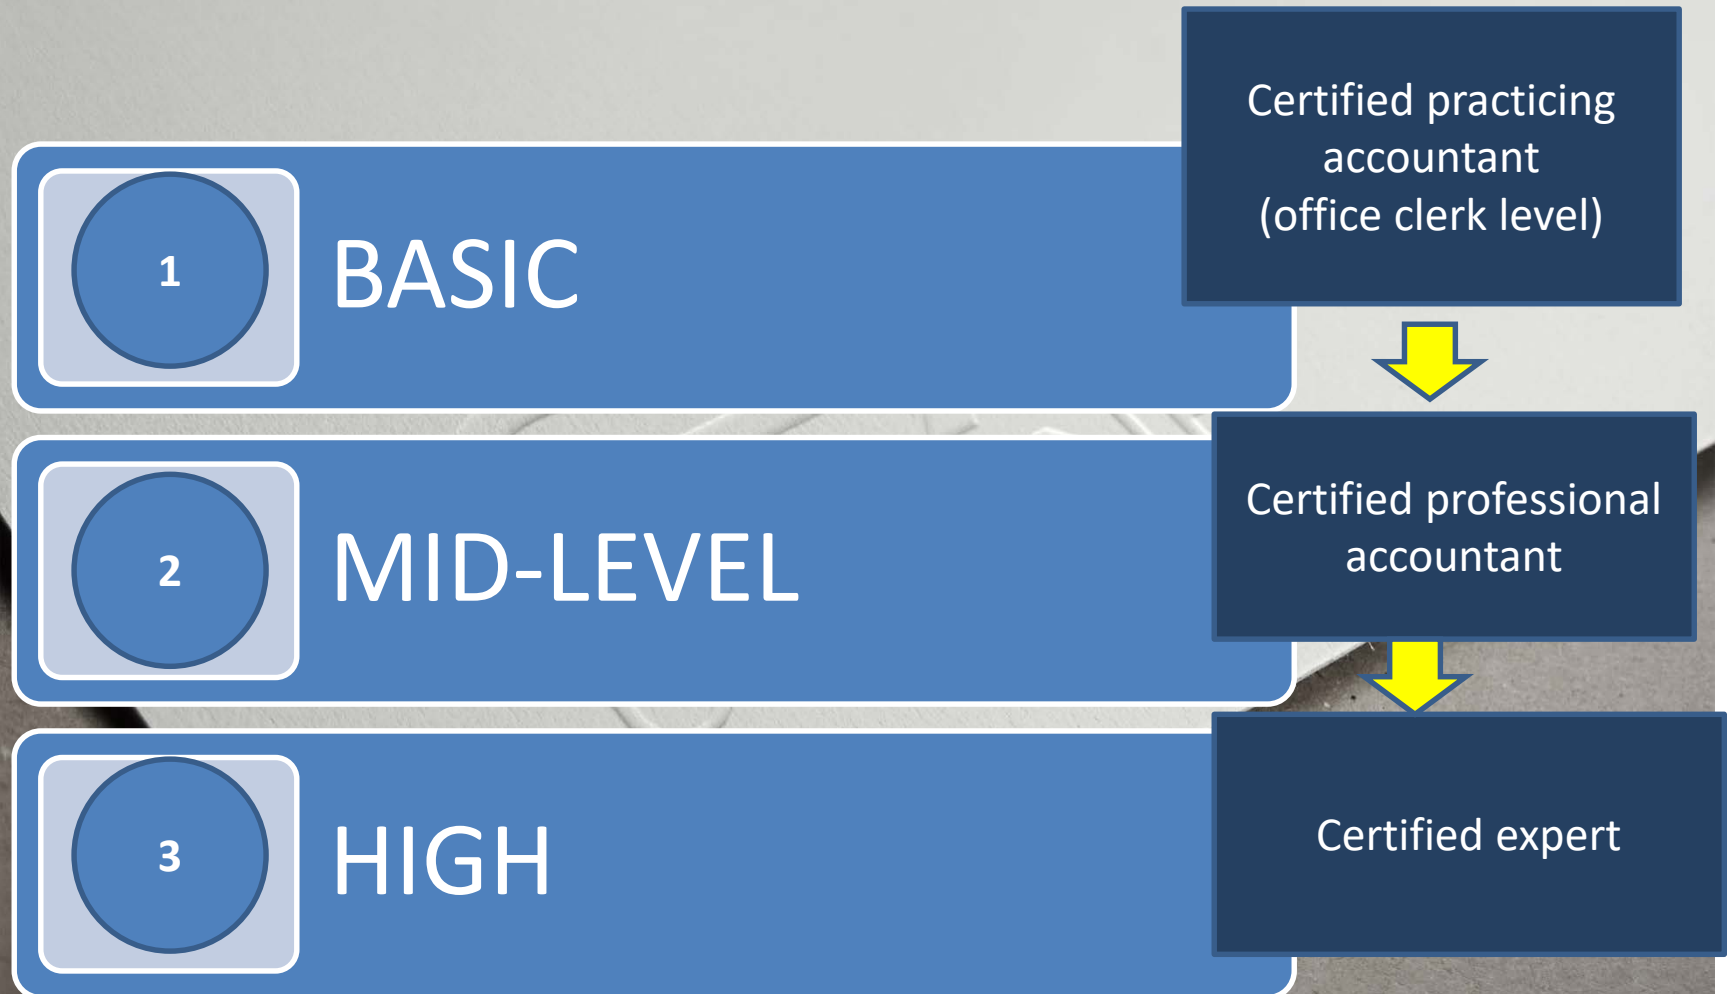 1
BASIC
Certified practicing
accountant
(office clerk level)
2
MID-LEVEL
Certified professional
accountant
3
HIGH
Certified expert